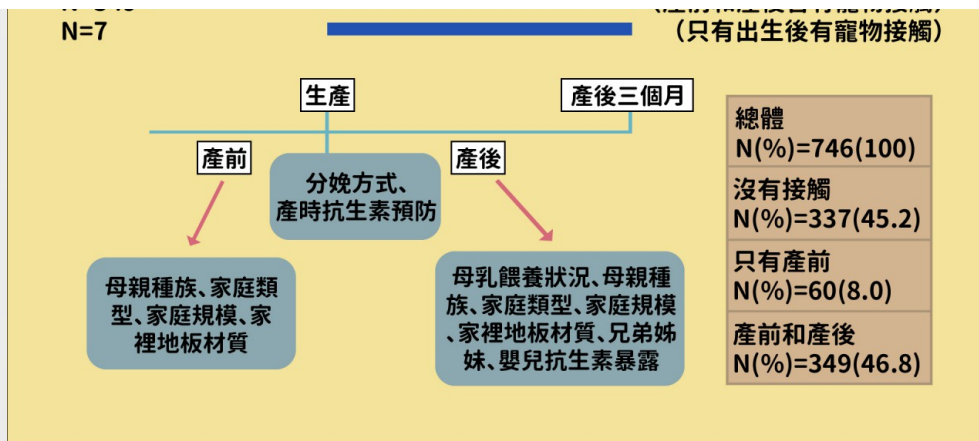 N=7
(只有出生後有寵物接觸)
生產
產後三個月
產前
產後
分娩方式、
產時抗生素預防
母親種族、家庭類
型、家庭規模、家
裡地板材質
母乳餵養狀況、母親種
族、家庭類型、家庭規模
、家裡地板材質、兄弟姊
妹、嬰兒抗生素暴露
總體
N(%)=746(100)
沒有接觸
N(%)=337(45.2)
只有產前
N(%)=60(8.0)
產前和產後
N(%)=349(46.8)